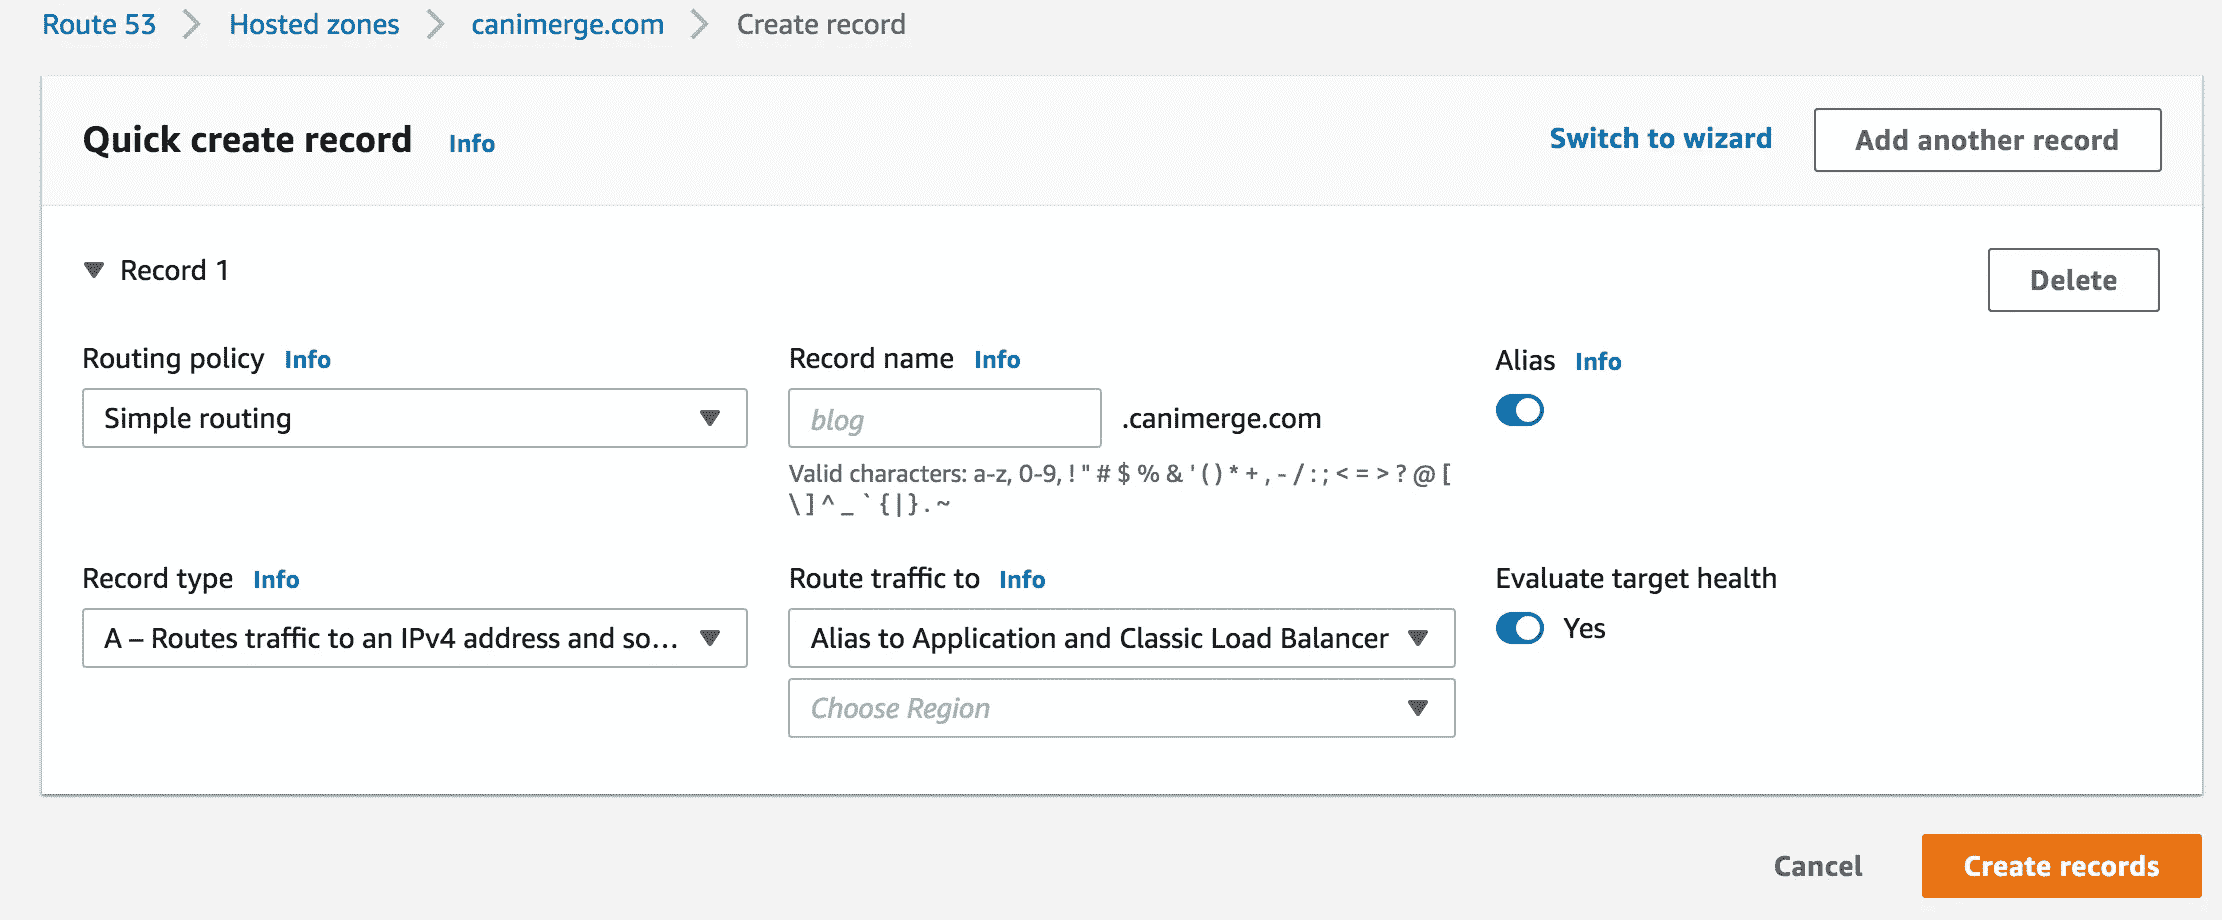 Route 53 Hosted zones canimerge.com Create record
Quick create record Info Switch to wizard Add another record
Record 1
Delete
Routing policy Info Record name Info Alias Info
Simple routing blog .canimerge.com
Valid characters: a-z, 0-9, ! " # $ % & ' ( ) * + , - / : ; < = > ? @ [
\ ] ^ _ ` { | } . ~
Record type Info Route traffic to Info Evaluate target health
A – Routes traffic to an IPv4 address and so... Alias to Application and Classic Load Balancer Yes
Choose Region
Cancel Create records